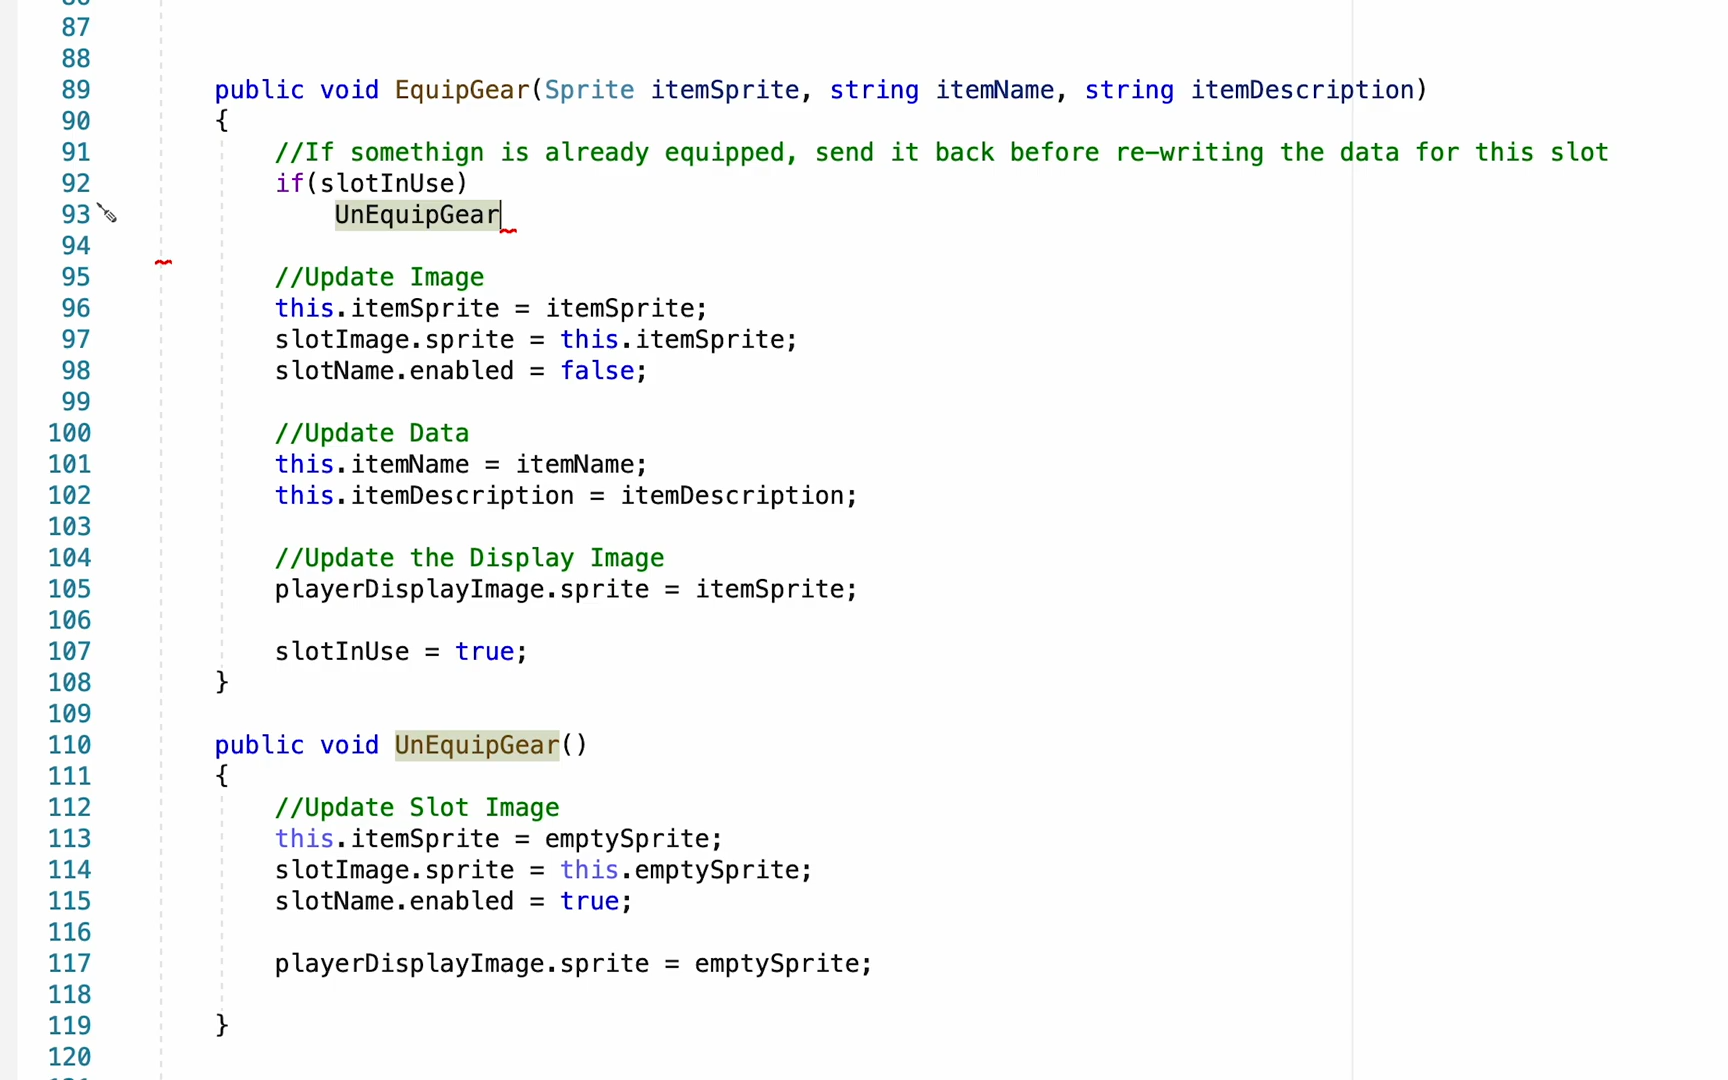 87
88
89 public void EquipGear(Sprite itemSprite, string itemName, string itemDescription)
90 {
91 //If somethign is already equipped, send it back before re-writing the data for this slot
92 if(slotInUse)
93 UnEquipGear
94
95 //Update Image
96 this.itemSprite = itemSprite;
97 slotImage.sprite = this.itemSprite;
98 slotName.enabled = false;
99
100 //Update Data
101 this.itemName = itemName;
102 this.itemDescription = itemDescription;
103
104 //Update the Display Image
105 playerDisplayImage.sprite = itemSprite;
106
107 slotInUse = true;
108 }
109
110 public void UnEquipGear()
111 {
112 //Update Slot Image
113 this.itemSprite = emptySprite;
114 slotImage.sprite = this.emptySprite;
115 slotName.enabled = true;
116
117 playerDisplayImage.sprite = emptySprite;
118
119 }
120